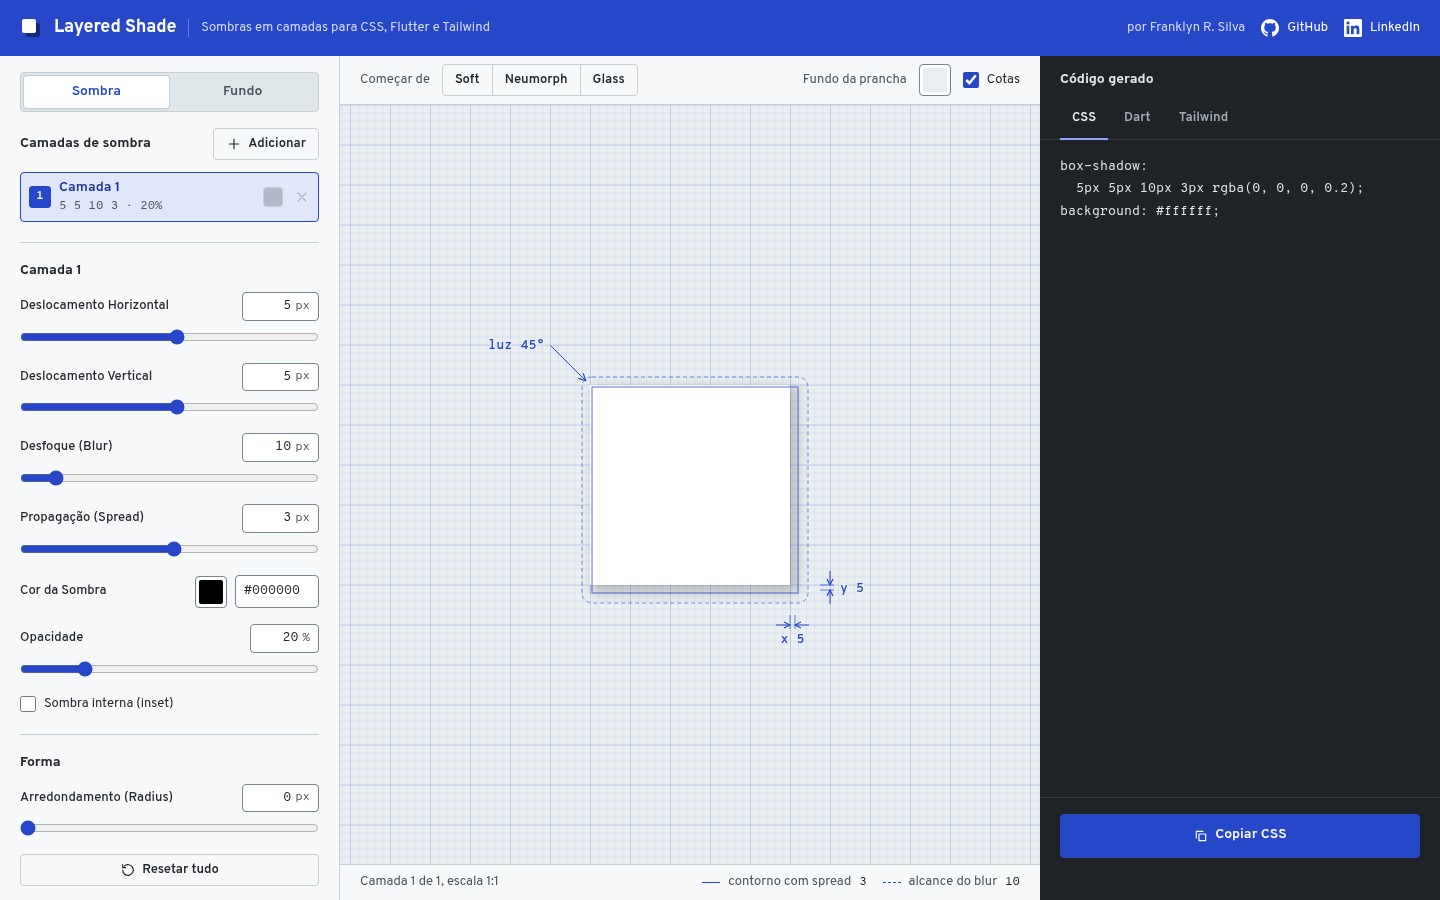 Layered Shade
Sombras em camadas para CSS, Flutter e Tailwind
por Franklyn R. Silva
GitHub
LinkedIn
Sombra
Fundo
Camadas de sombra
Adicionar
1
Camada 1
5 5 10 3 · 20%
Camada 1
Deslocamento Horizontal
5 px
Deslocamento Vertical
5 px
Desfoque (Blur)
10 px
Propagação (Spread)
3 px
Cor da Sombra
#000000
Opacidade
20 %
Sombra interna (inset)
Forma
Arredondamento (Radius)
0 px
Resetar tudo
Começar de
Soft
Neumorph
Glass
Fundo da prancha
Cotas
luz 45°
y 5
x 5
Camada 1 de 1, escala 1:1
contorno com spread 3
alcance do blur 10
Código gerado
CSS
Dart
Tailwind
box-shadow:
5px 5px 10px 3px rgba(0, 0, 0, 0.2);
background: #ffffff;
Copiar CSS